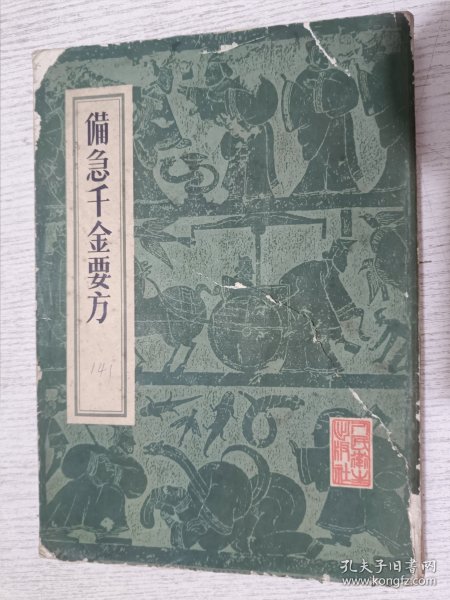 備急千金要方
141
人民衛生
出版社
孔夫子旧书网
www.kongfz.com